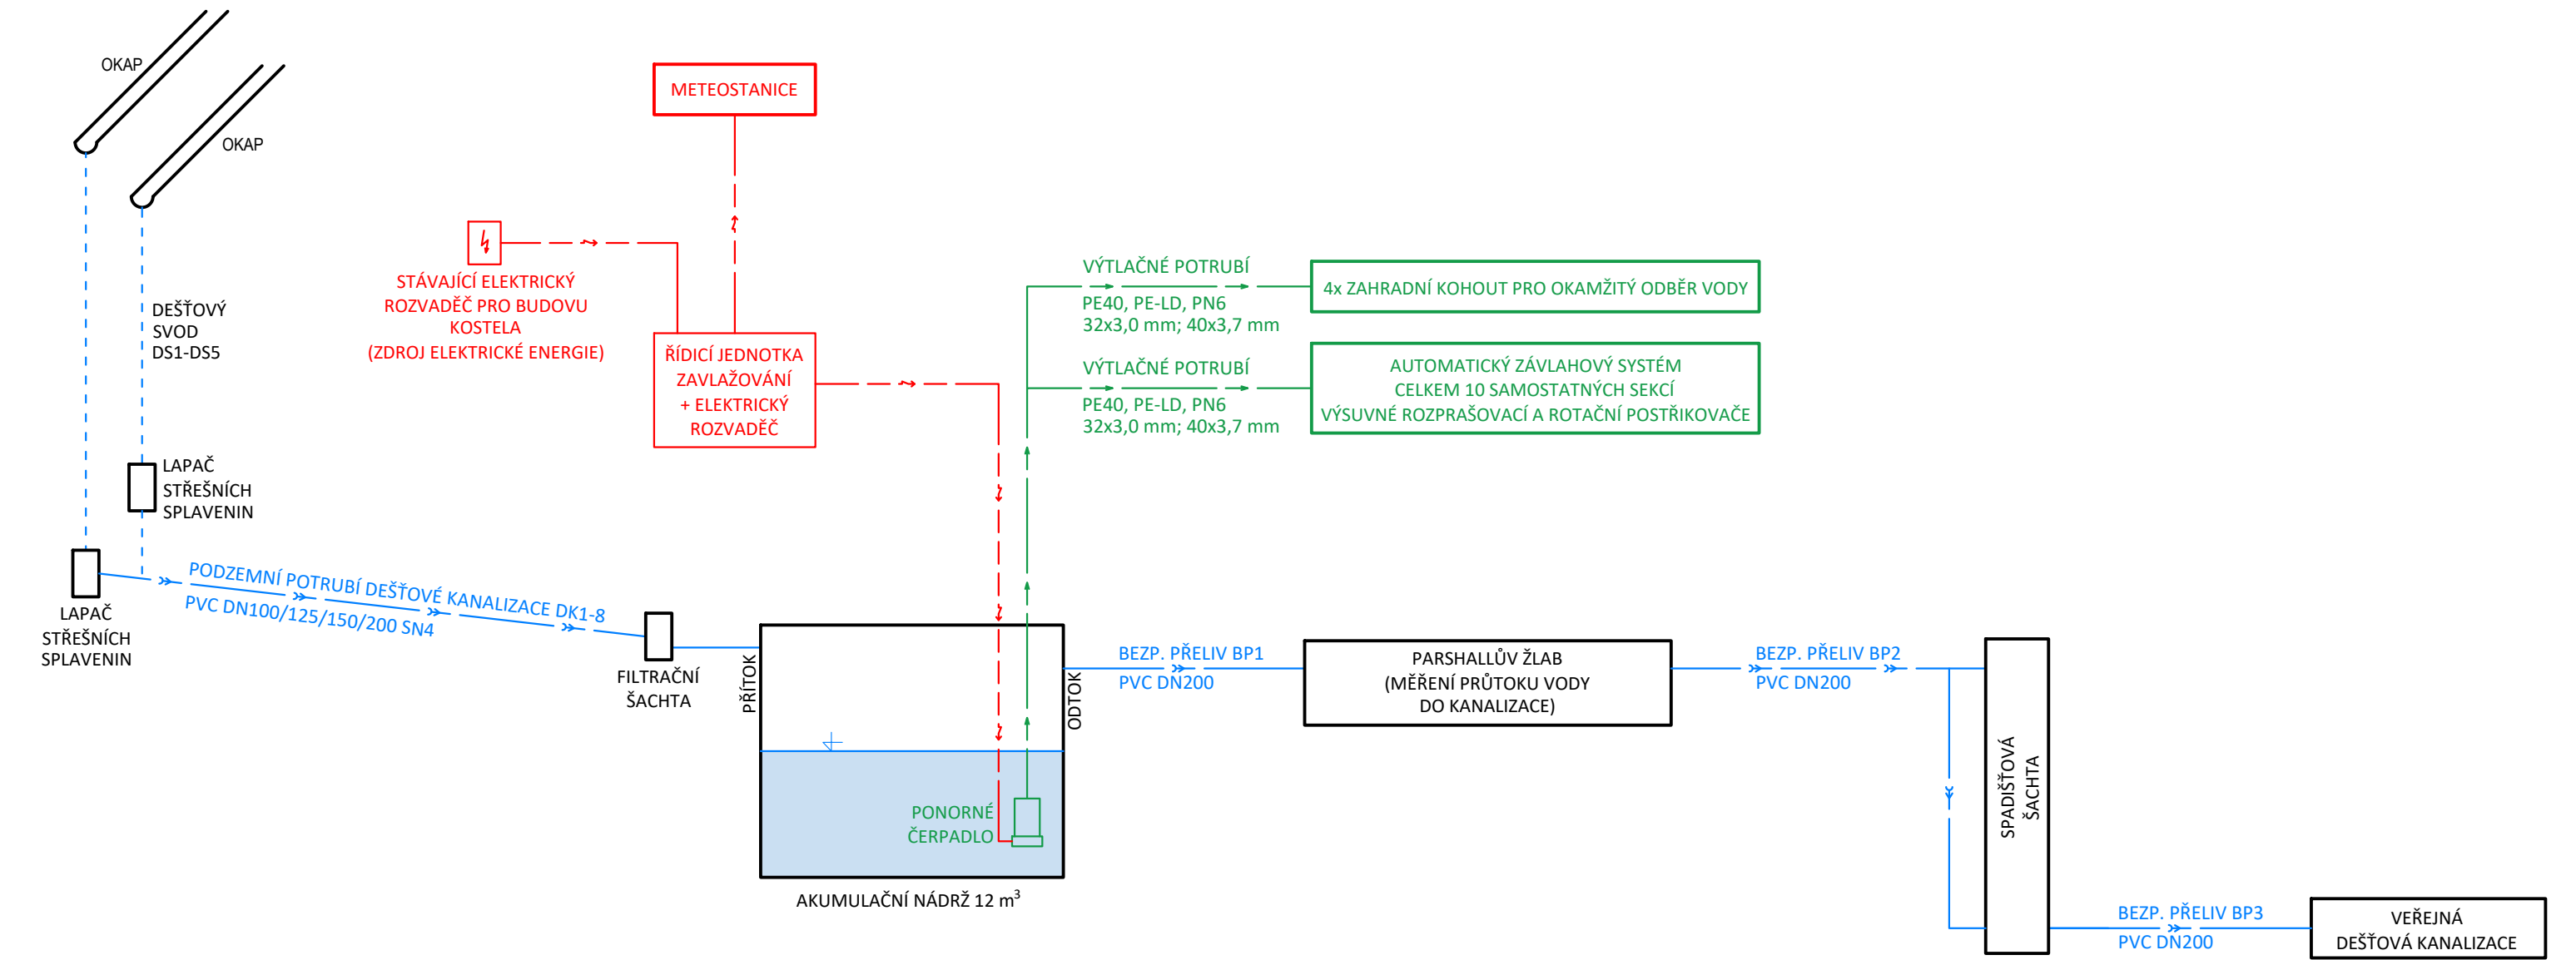 OKAP
OKAP
METEOSTANICE
STÁVAJÍCÍ ELEKTRICKÝ
ROZVADĚČ PRO BUDOVU
KOSTELA
(ZDROJ ELEKTRICKÉ ENERGIE)
DEŠŤOVÝ
SVOD
DS1-DS5
ŘÍDICÍ JEDNOTKA
ZAVLAŽOVÁNÍ
+ ELEKTRICKÝ
ROZVADĚČ
VÝTLAČNÉ POTRUBÍ
PE40, PE-LD, PN6
32x3,0 mm; 40x3,7 mm
4x ZAHRADNÍ KOHOUT PRO OKAMŽITÝ ODBĚR VODY
VÝTLAČNÉ POTRUBÍ
PE40, PE-LD, PN6
32x3,0 mm; 40x3,7 mm
AUTOMATICKÝ ZÁVLAHOVÝ SYSTÉM
CELKEM 10 SAMOSTATNÝCH SEKCÍ
VÝSUVNÉ ROZPRAŠOVACÍ A ROTAČNÍ POSTŘIKOVAČE
LAPAČ
STŘEŠNÍCH
SPLAVENIN
LAPAČ
STŘEŠNÍCH
SPLAVENIN
PODZEMNÍ POTRUBÍ DEŠŤOVÉ KANALIZACE DK1-8
PVC DN100/125/150/200 SN4
FILTRAČNÍ
ŠACHTA
PŘÍTOK
ODTOK
PONORNÉ
ČERPADLO
AKUMULAČNÍ NÁDRŽ 12 m³
BEZP. PŘELIV BP1
PVC DN200
PARSHALLŮV ŽLAB
(MĚŘENÍ PRŮTOKU VODY
DO KANALIZACE)
BEZP. PŘELIV BP2
PVC DN200
SPADIŠŤOVÁ
ŠACHTA
BEZP. PŘELIV BP3
PVC DN200
VEŘEJNÁ
DEŠŤOVÁ KANALIZACE